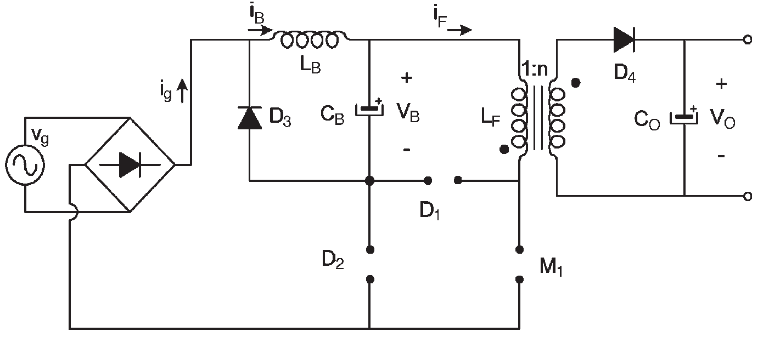 i_B
i_F
L_B
1:n
D_4
i_g
+
+
D_3
C_B
V_B
L_F
C_O
V_O
v_g
-
-
D_1
D_2
M_1